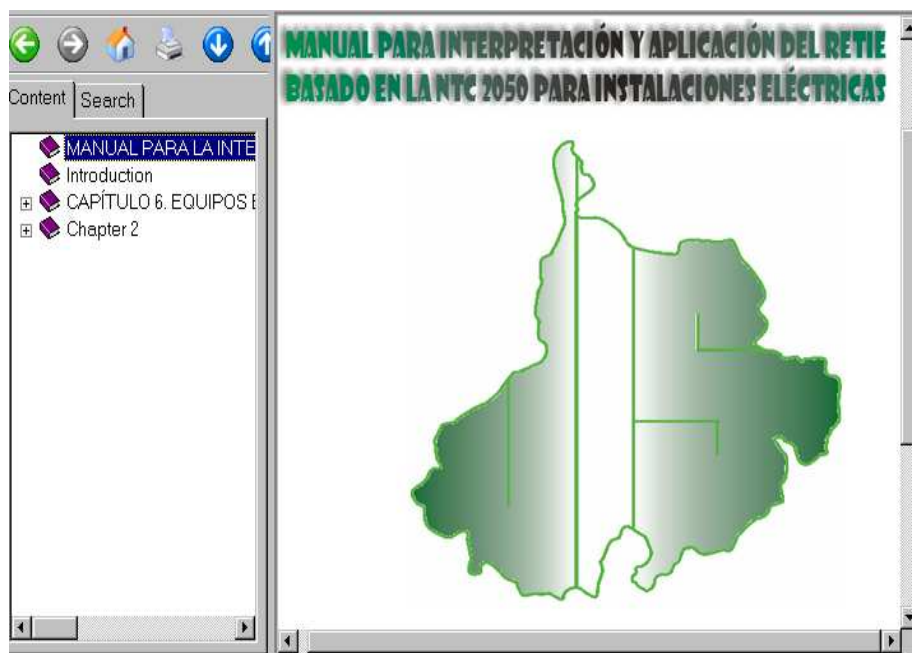 MANUAL PARA INTERPRETACIÓN Y APLICACIÓN DEL RETIE
BASADO EN LA NTC 2050 PARA INSTALACIONES ELÉCTRICAS
Content Search
MANUAL PARA LA INTE
Introduction
CAPÍTULO 6. EQUIPOS E
Chapter 2